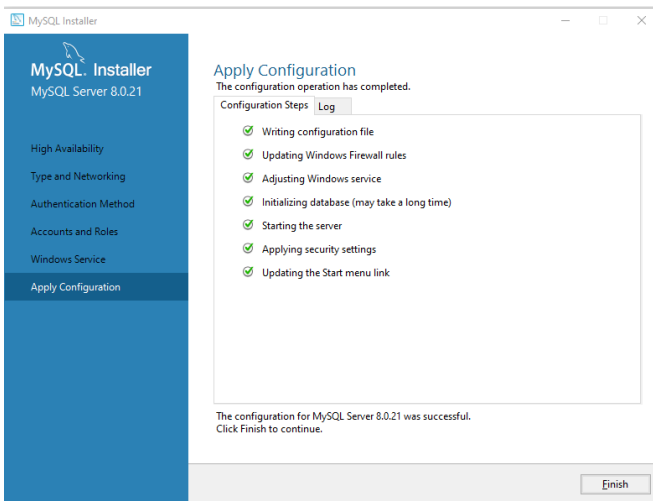 MySQL Installer
MySQL. Installer
MySQL Server 8.0.21
High Availability
Type and Networking
Authentication Method
Accounts and Roles
Windows Service
Apply Configuration
Apply Configuration
The configuration operation has completed.
Configuration Steps Log
Writing configuration file
Updating Windows Firewall rules
Adjusting Windows service
Initializing database (may take a long time)
Starting the server
Applying security settings
Updating the Start menu link
The configuration for MySQL Server 8.0.21 was successful.
Click Finish to continue.
Finish